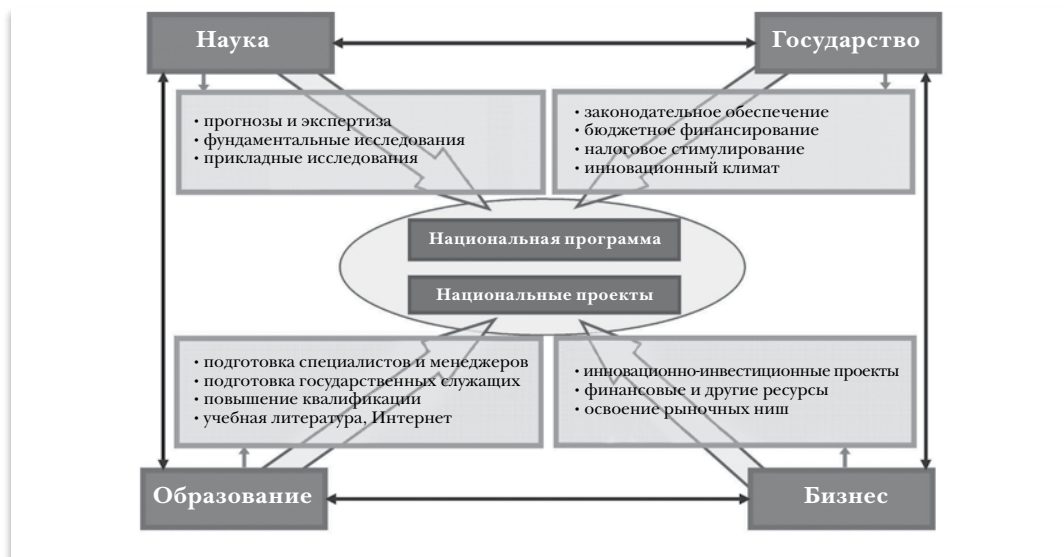 Наука
Государство
• прогнозы и экспертиза
• фундаментальные исследования
• прикладные исследования
• законодательное обеспечение
• бюджетное финансирование
• налоговое стимулирование
• инновационный климат
Национальная программа
Национальные проекты
• подготовка специалистов и менеджеров
• подготовка государственных служащих
• повышение квалификации
• учебная литература, Интернет
• инновационно-инвестиционные проекты
• финансовые и другие ресурсы
• освоение рыночных ниш
Образование
Бизнес